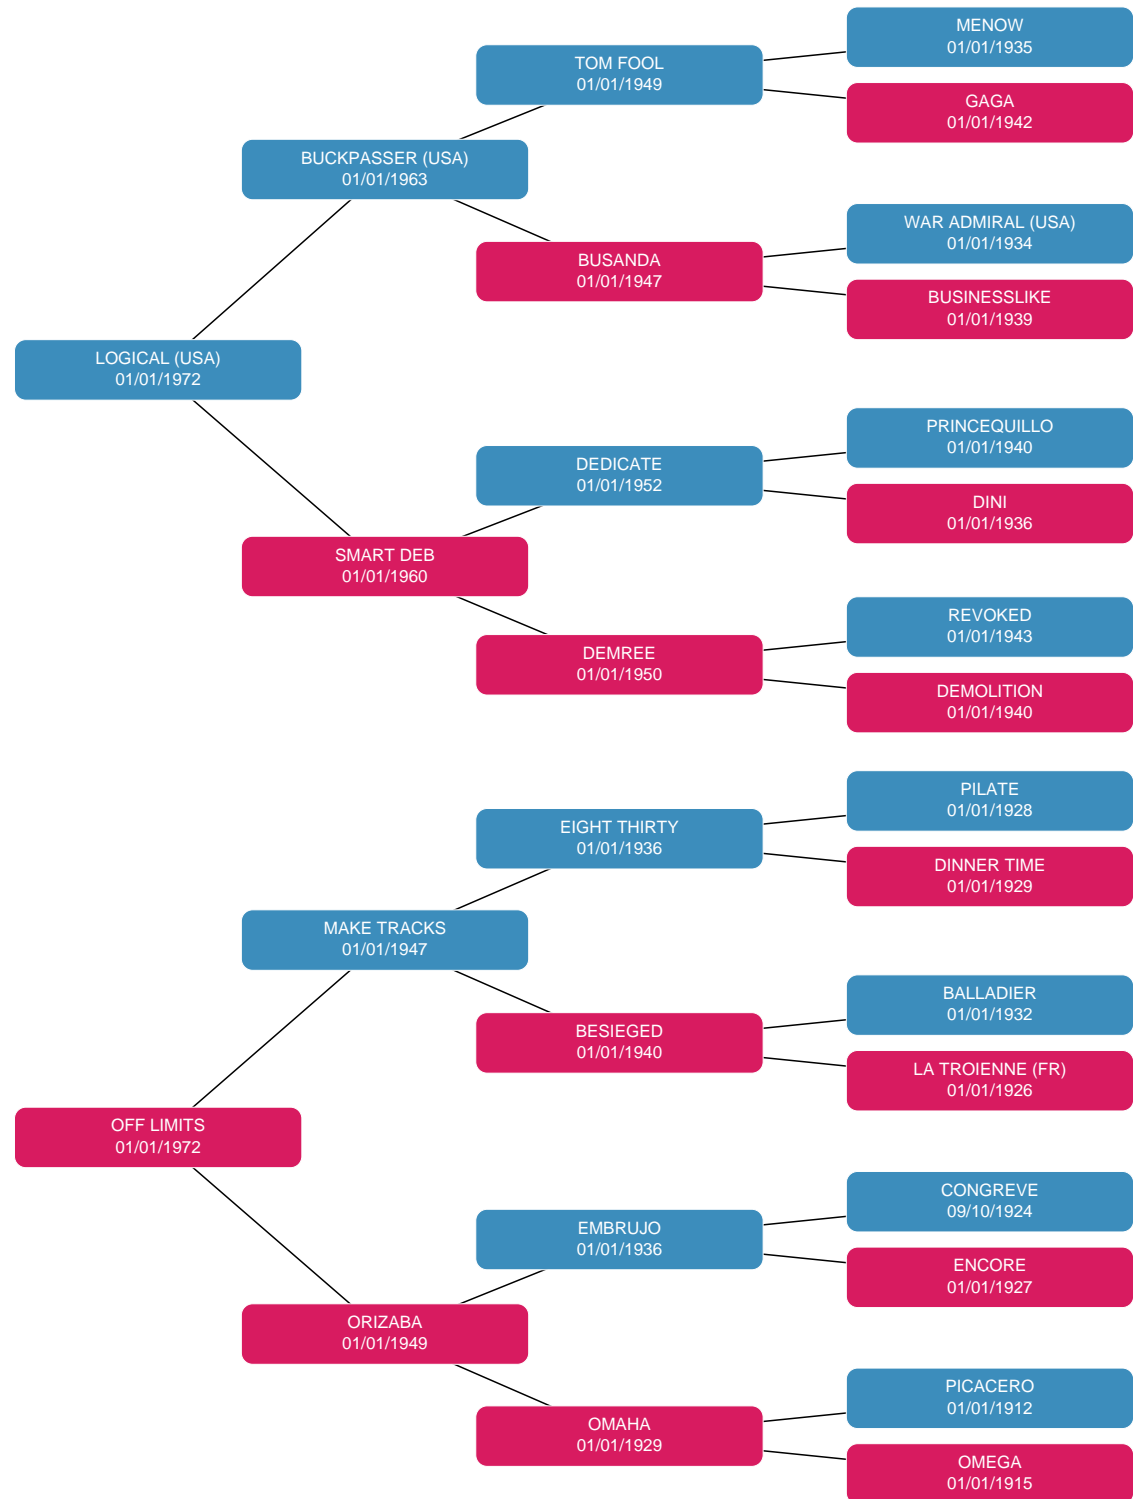 MENOW
01/01/1935
TOM FOOL
01/01/1949
GAGA
01/01/1942
BUCKPASSER (USA)
01/01/1963
WAR ADMIRAL (USA)
01/01/1934
BUSANDA
01/01/1947
BUSINESSLIKE
01/01/1939
LOGICAL (USA)
01/01/1972
PRINCEQUILLO
01/01/1940
DEDICATE
01/01/1952
DINI
01/01/1936
SMART DEB
01/01/1960
REVOKED
01/01/1943
DEMREE
01/01/1950
DEMOLITION
01/01/1940
PILATE
01/01/1928
EIGHT THIRTY
01/01/1936
DINNER TIME
01/01/1929
MAKE TRACKS
01/01/1947
BALLADIER
01/01/1932
BESIEGED
01/01/1940
LA TROIENNE (FR)
01/01/1926
OFF LIMITS
01/01/1972
CONGREVE
09/10/1924
EMBRUJO
01/01/1936
ENCORE
01/01/1927
ORIZABA
01/01/1949
PICACERO
01/01/1912
OMAHA
01/01/1929
OMEGA
01/01/1915